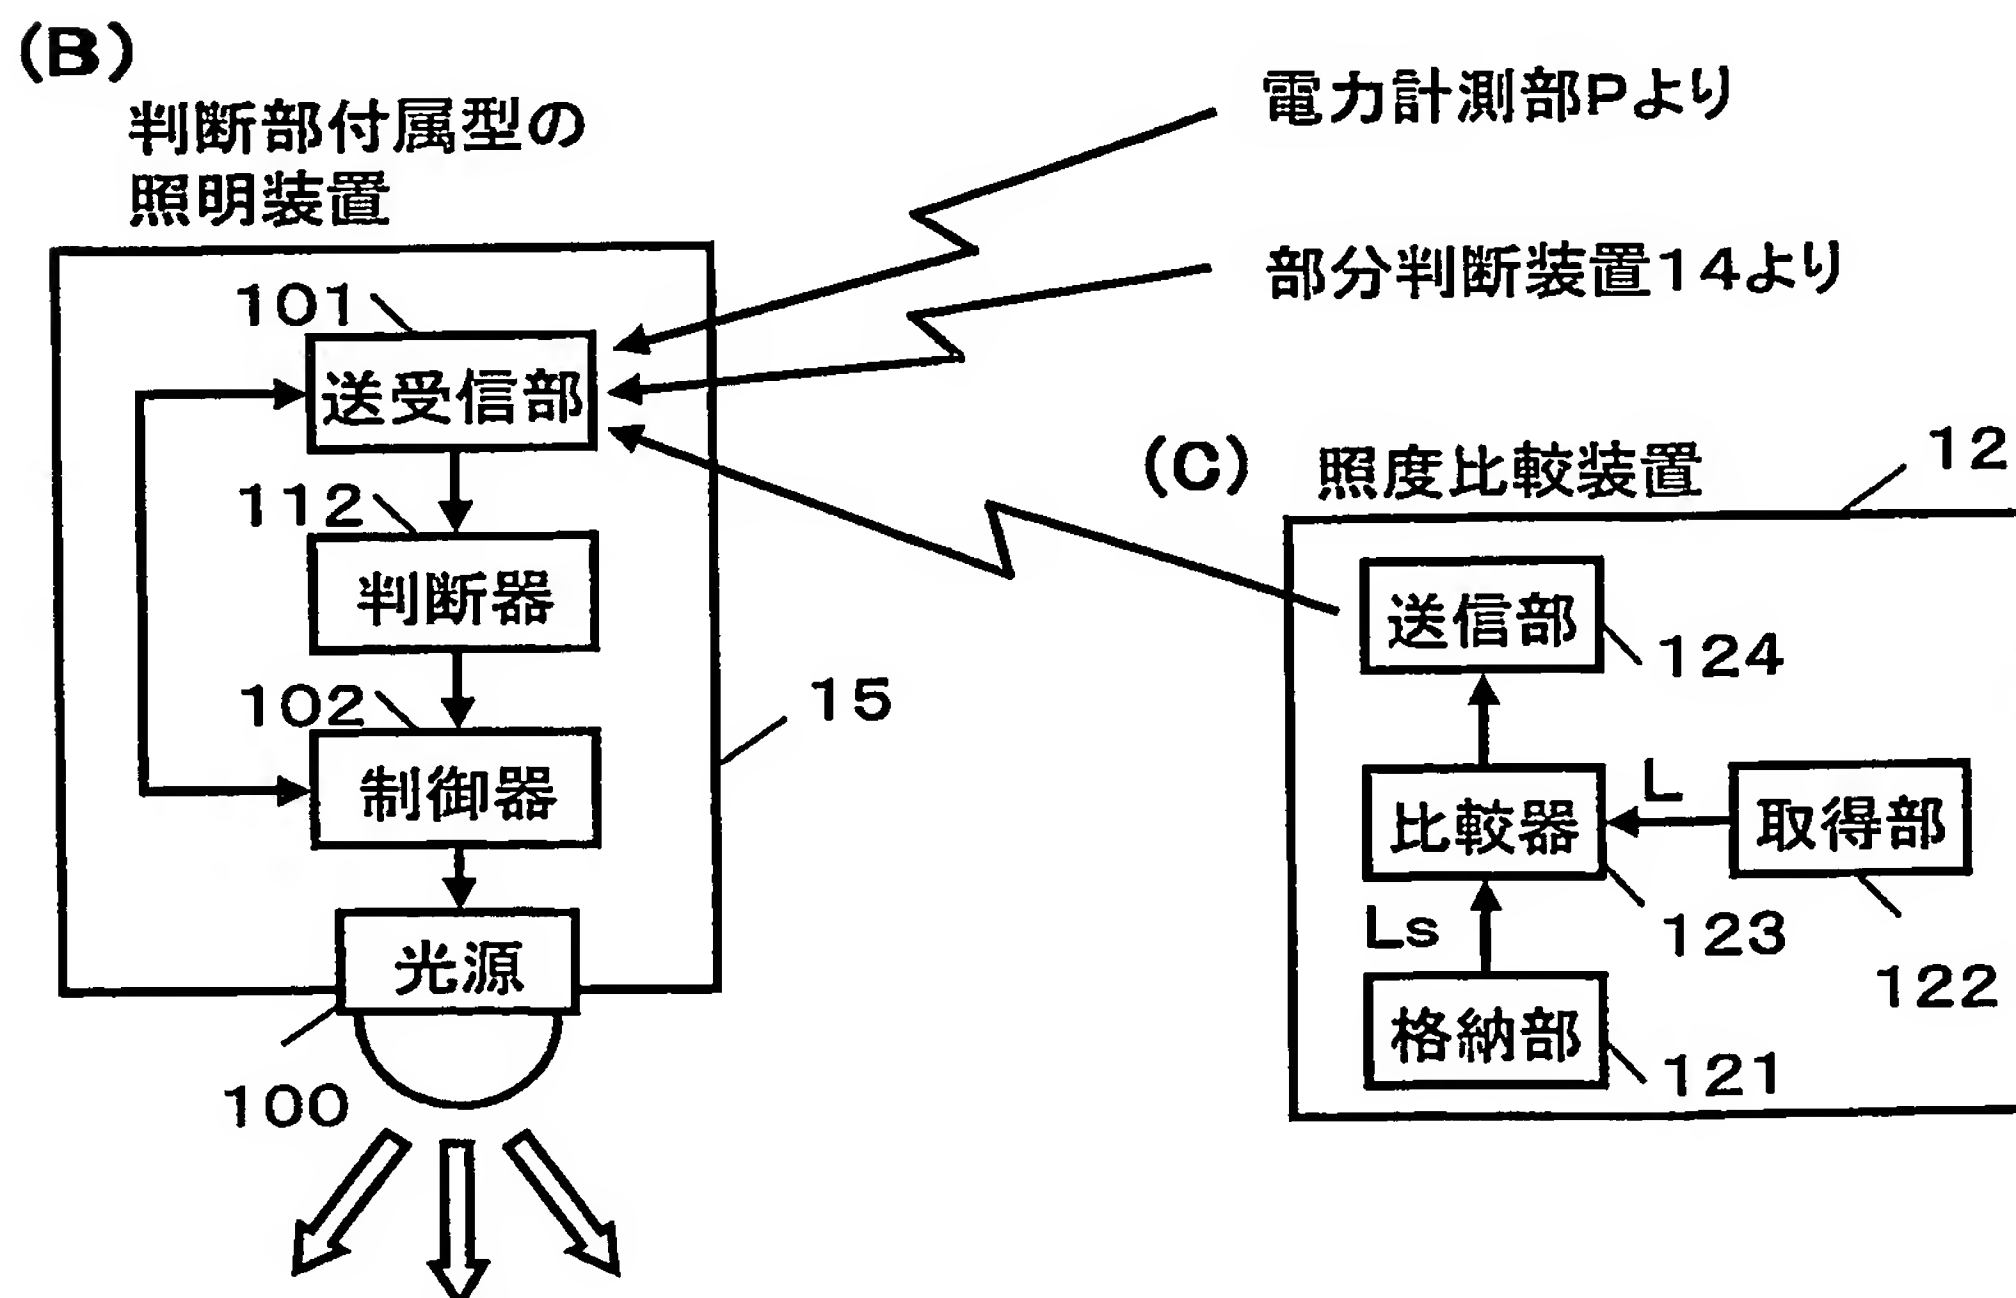 (B)
判断部付属型の
照明装置
電力計測部Pより
部分判断装置14より
101
送受信部
112
判断器
102
制御器
15
光源
100
(C) 照度比較装置
12
送信部
124
比較器
L
取得部
123
122
Ls
格納部
121